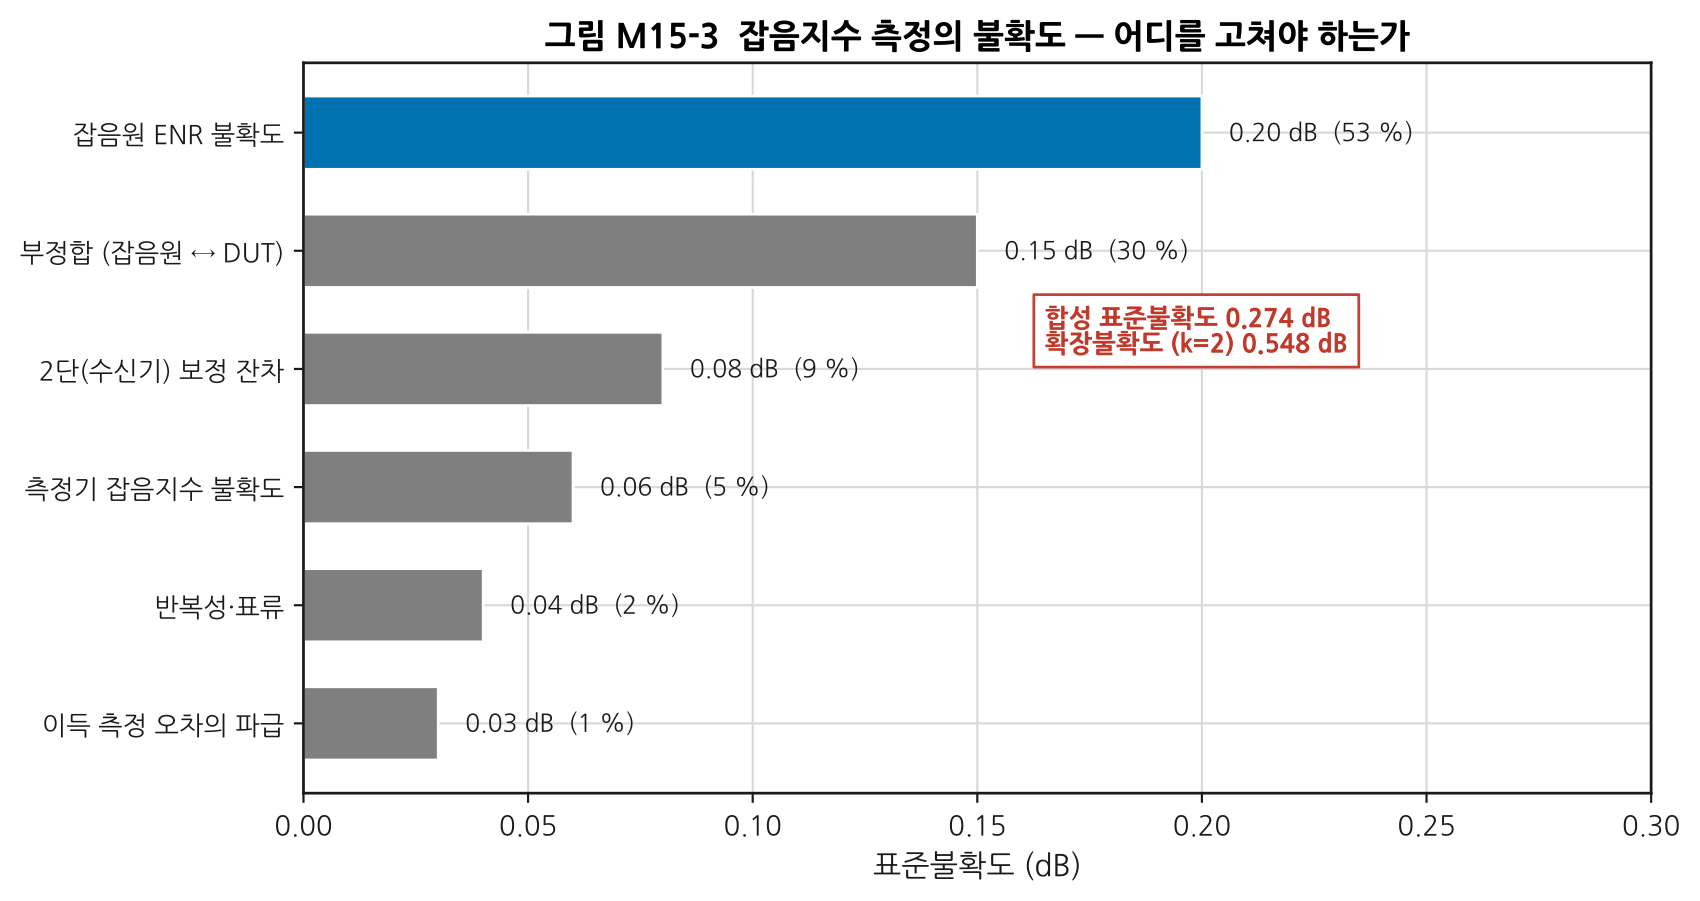 그림 M15-3 잡음지수 측정의 불확도 — 어디를 고쳐야 하는가
잡음원 ENR 불확도
0.20 dB (53 %)
부정합 (잡음원 ↔ DUT)
0.15 dB (30 %)
합성 표준불확도 0.274 dB
확장불확도 (k=2) 0.548 dB
2단(수신기) 보정 잔차
0.08 dB (9 %)
측정기 잡음지수 불확도
0.06 dB (5 %)
반복성·표류
0.04 dB (2 %)
이득 측정 오차의 파급
0.03 dB (1 %)
0.00 0.05 0.10 0.15 0.20 0.25 0.30
표준불확도 (dB)